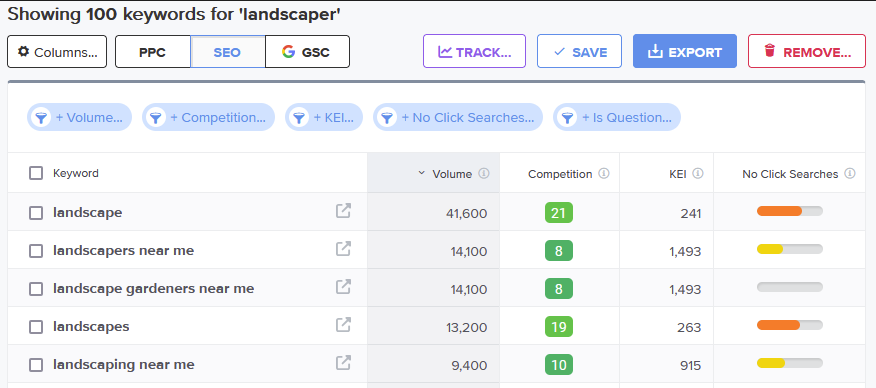 Showing 100 keywords for 'landscaper'
Columns... PPC SEO GSC TRACK... SAVE EXPORT REMOVE...
+ Volume... + Competition... + KEI... + No Click Searches... + Is Question...
Keyword Volume Competition KEI No Click Searches
landscape 41,600 21 241
landscapers near me 14,100 8 1,493
landscape gardeners near me 14,100 8 1,493
landscapes 13,200 19 263
landscaping near me 9,400 10 915